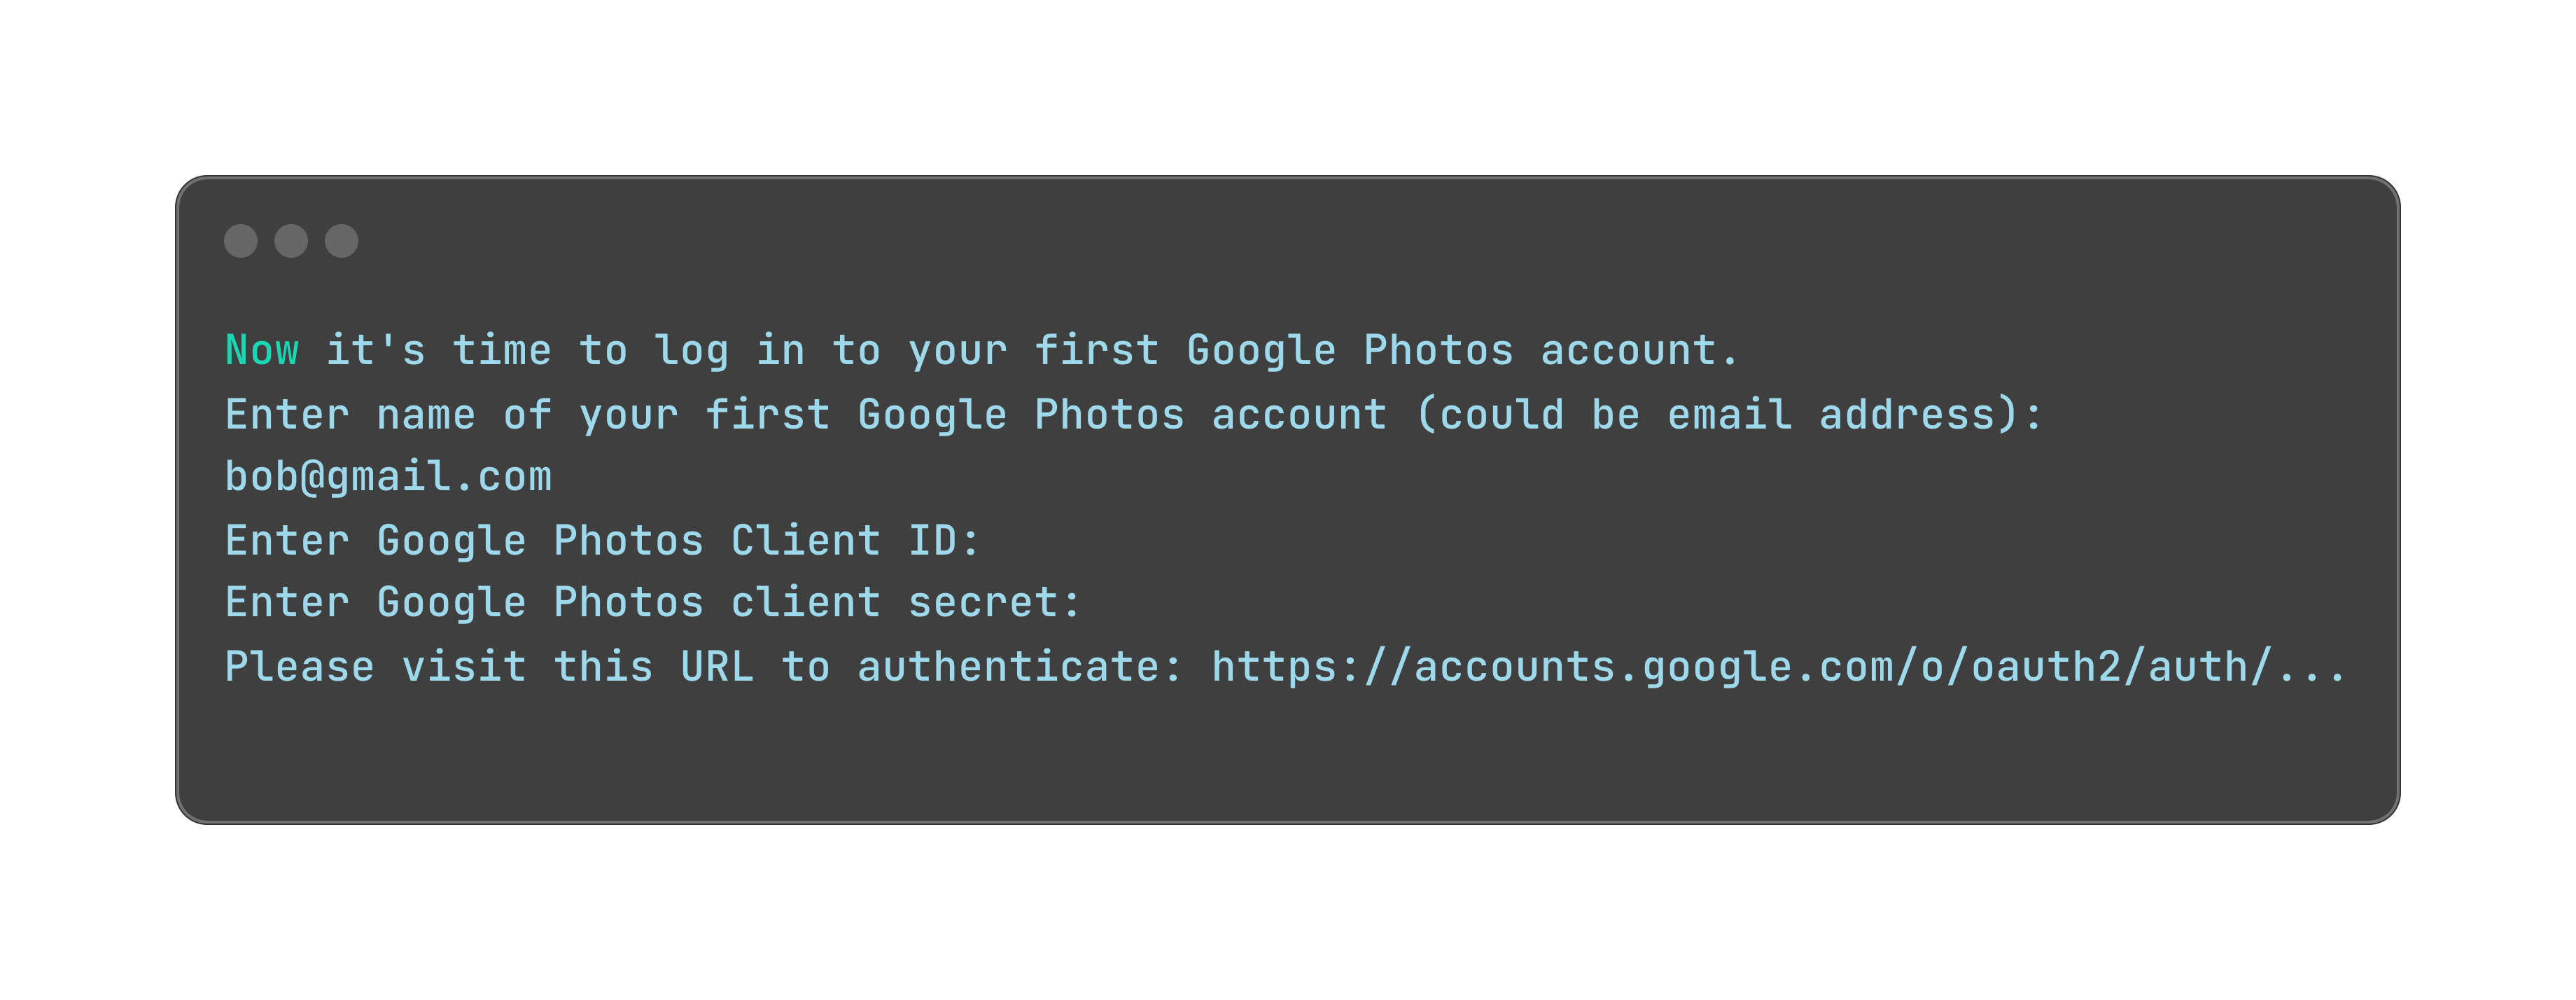 Now it's time to log in to your first Google Photos account.
Enter name of your first Google Photos account (could be email address):
bob@gmail.com
Enter Google Photos Client ID:
Enter Google Photos client secret:
Please visit this URL to authenticate: https://accounts.google.com/o/oauth2/auth/...